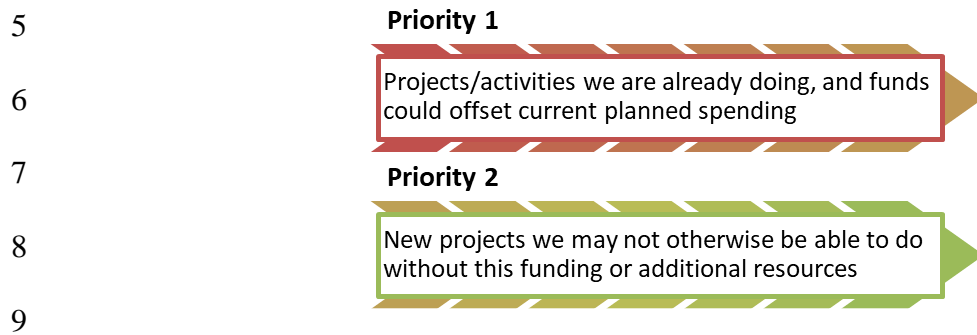 5
Priority 1
6
Projects/activities we are already doing, and funds
could offset current planned spending
7
Priority 2
8
New projects we may not otherwise be able to do
without this funding or additional resources
9